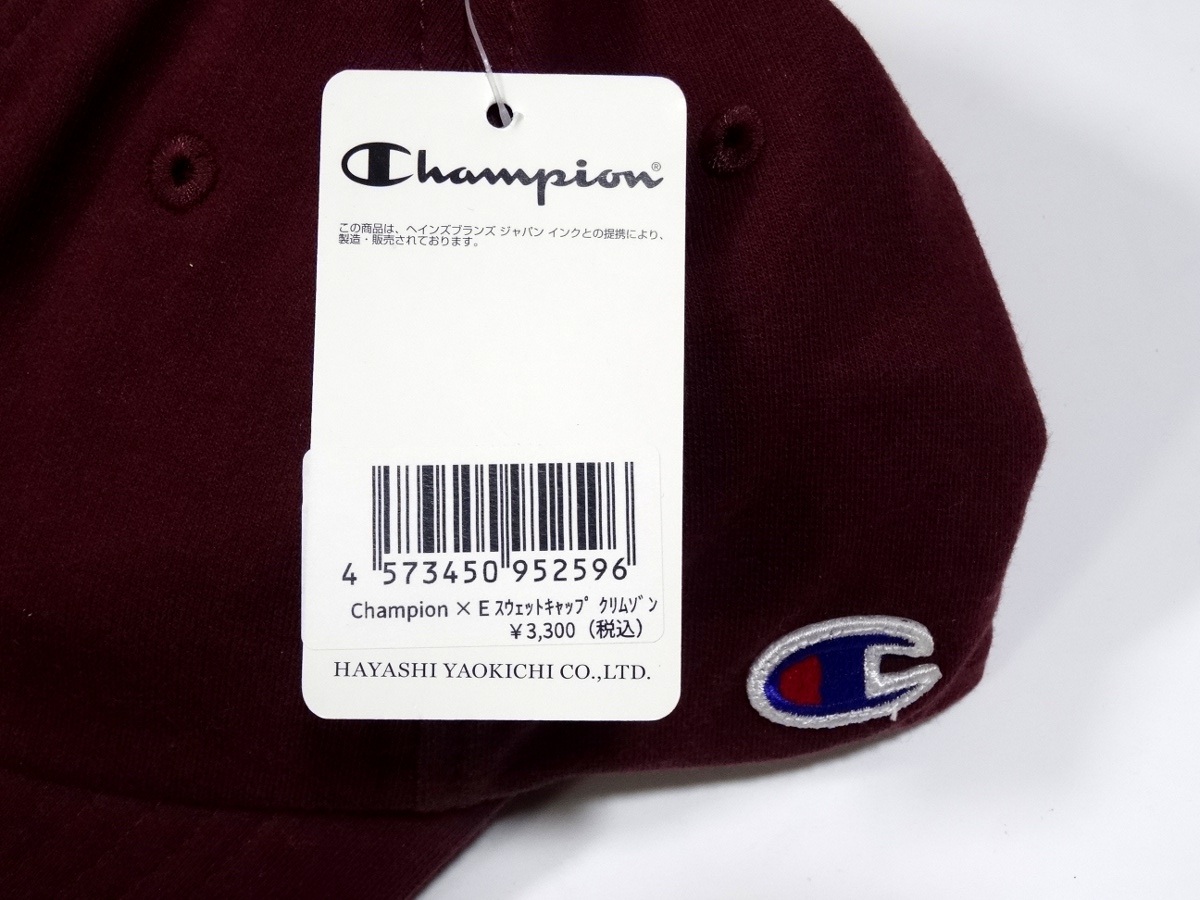 Champion®
この商品は、ヘインズブランズ ジャパン インクとの提携により、
製造・販売されております。
4 573450 952596
Champion × E ｽｳｪｯﾄｷｬｯﾌﾟ ｸﾘﾑｿﾞﾝ
￥3,300（税込）
HAYASHI YAOKICHI CO.,LTD.